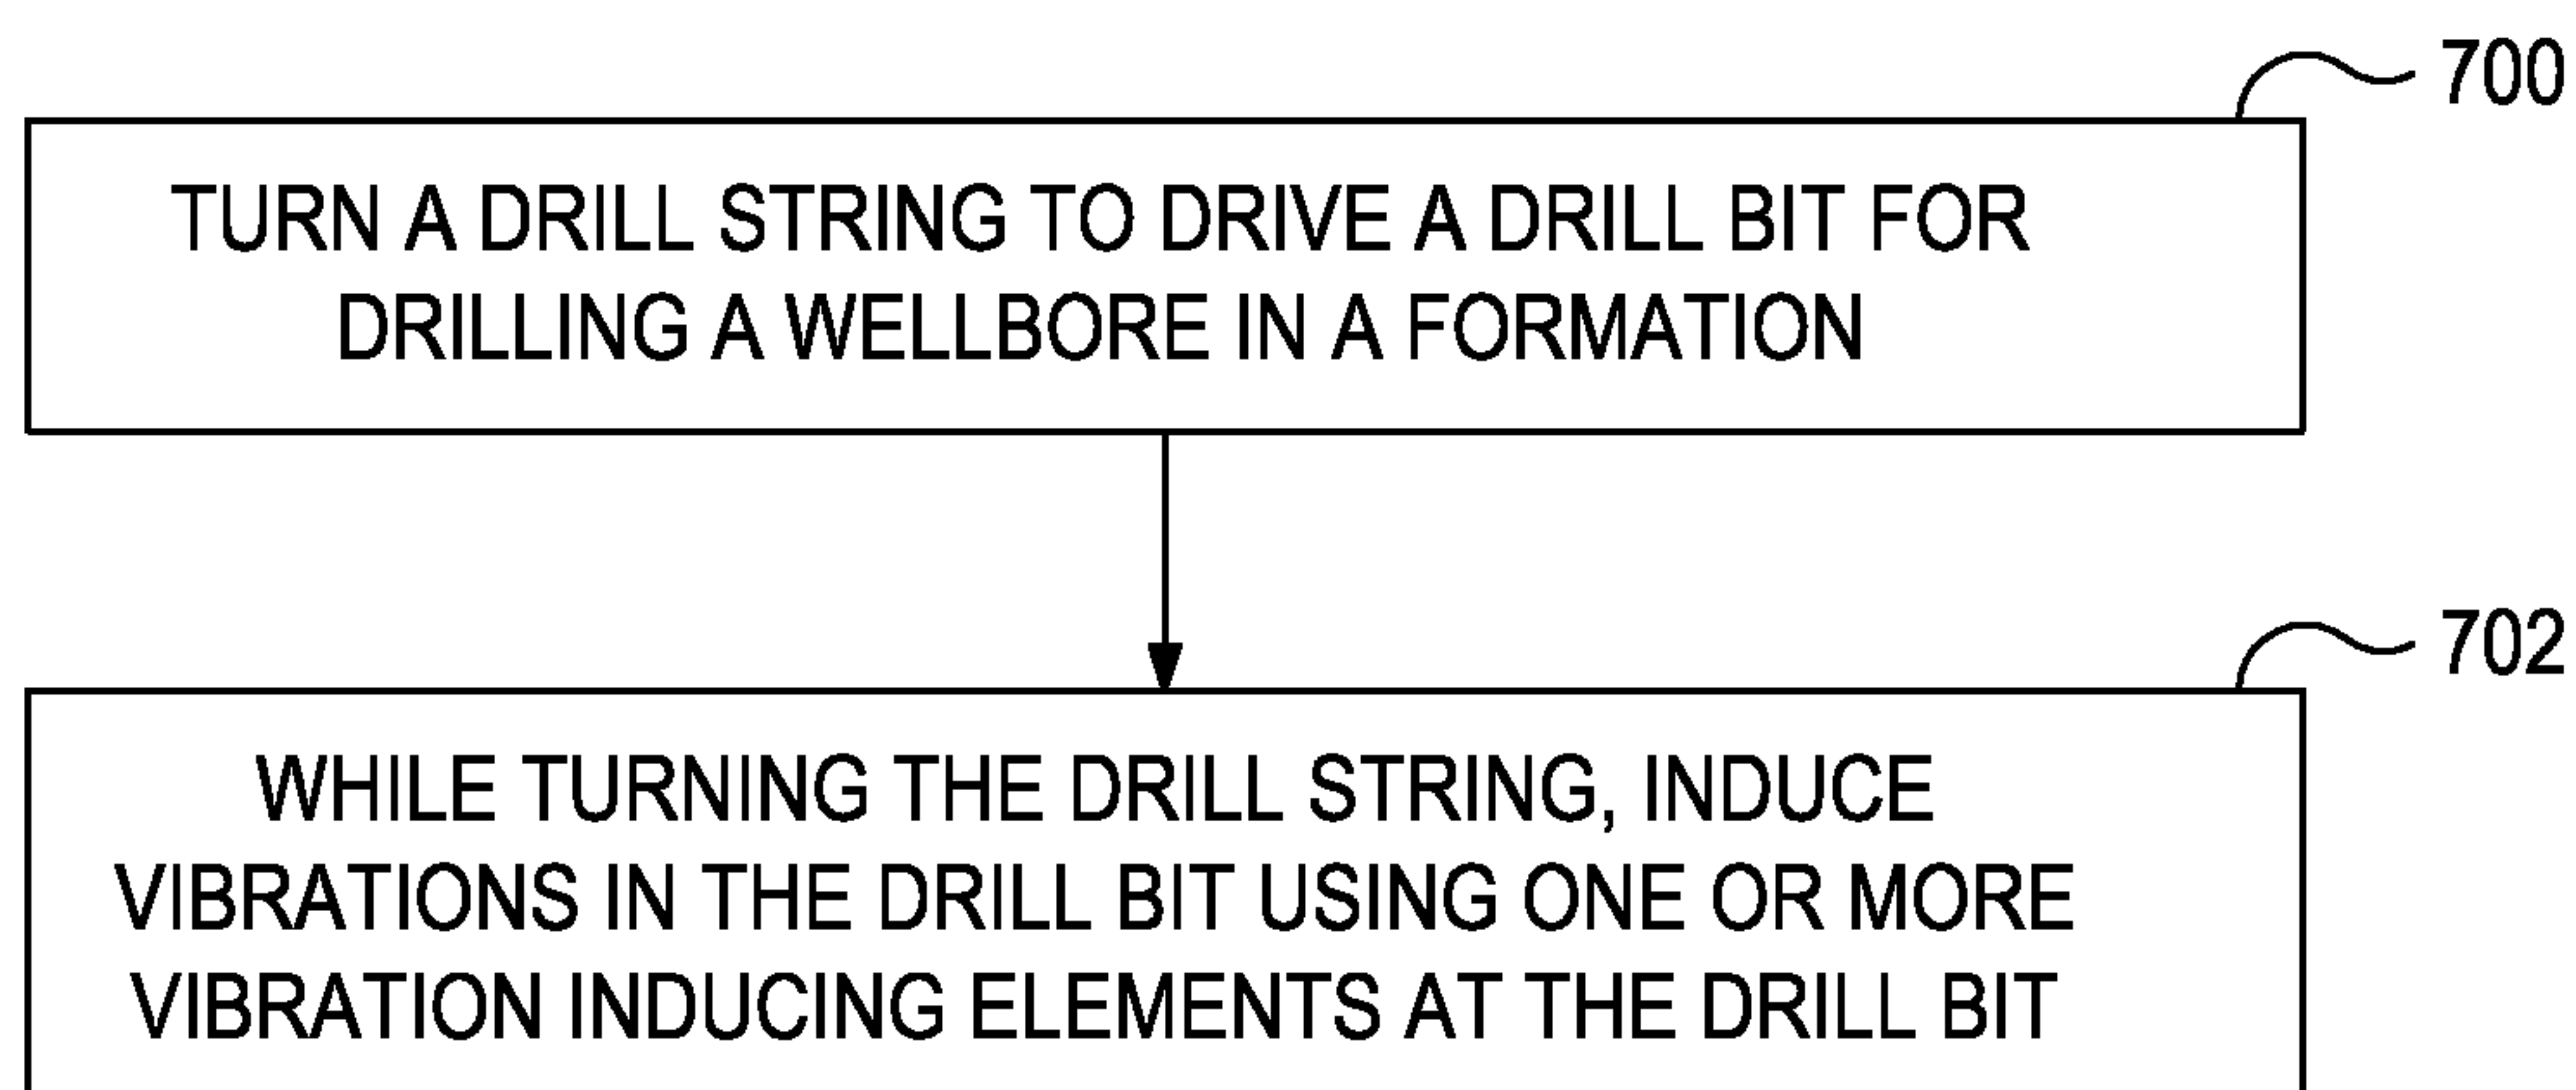 700
TURN A DRILL STRING TO DRIVE A DRILL BIT FOR
DRILLING A WELLBORE IN A FORMATION
702
WHILE TURNING THE DRILL STRING, INDUCE
VIBRATIONS IN THE DRILL BIT USING ONE OR MORE
VIBRATION INDUCING ELEMENTS AT THE DRILL BIT